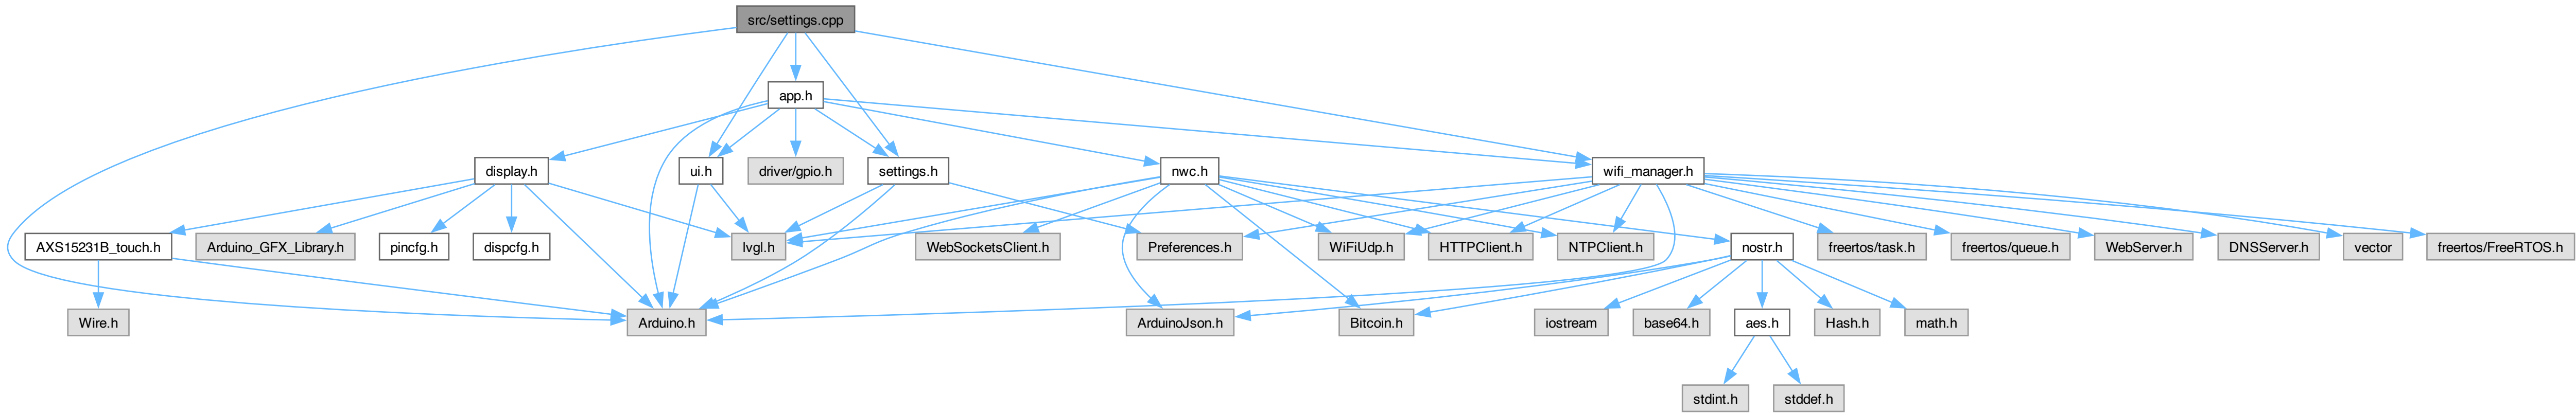 src/settings.cpp
app.h
display.h
ui.h
driver/gpio.h
settings.h
nwc.h
wifi_manager.h
AXS15231B_touch.h
Arduino_GFX_Library.h
pincfg.h
dispcfg.h
lvgl.h
WebSocketsClient.h
Preferences.h
WiFiUdp.h
HTTPClient.h
NTPClient.h
nostr.h
freertos/task.h
freertos/queue.h
WebServer.h
DNSServer.h
vector
freertos/FreeRTOS.h
Wire.h
Arduino.h
ArduinoJson.h
Bitcoin.h
iostream
base64.h
aes.h
Hash.h
math.h
stdint.h
stddef.h